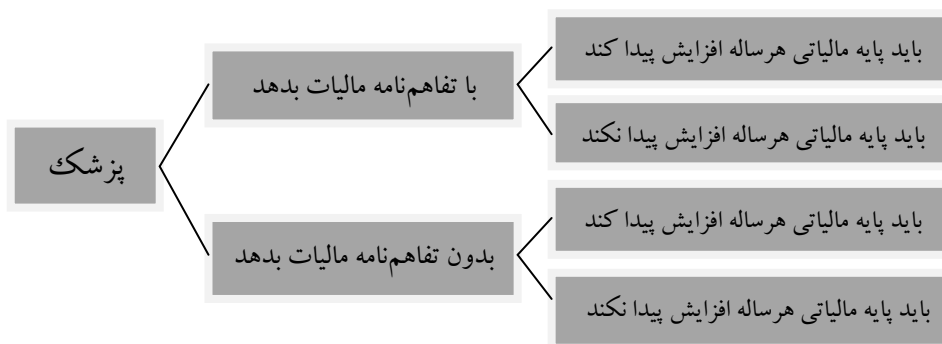 پزشک
با تفاهم‌نامه مالیات بدهد
باید پایه مالیاتی هرساله افزایش پیدا کند
باید پایه مالیاتی هرساله افزایش پیدا نکند
بدون تفاهم‌نامه مالیات بدهد
باید پایه مالیاتی هرساله افزایش پیدا کند
باید پایه مالیاتی هرساله افزایش پیدا نکند